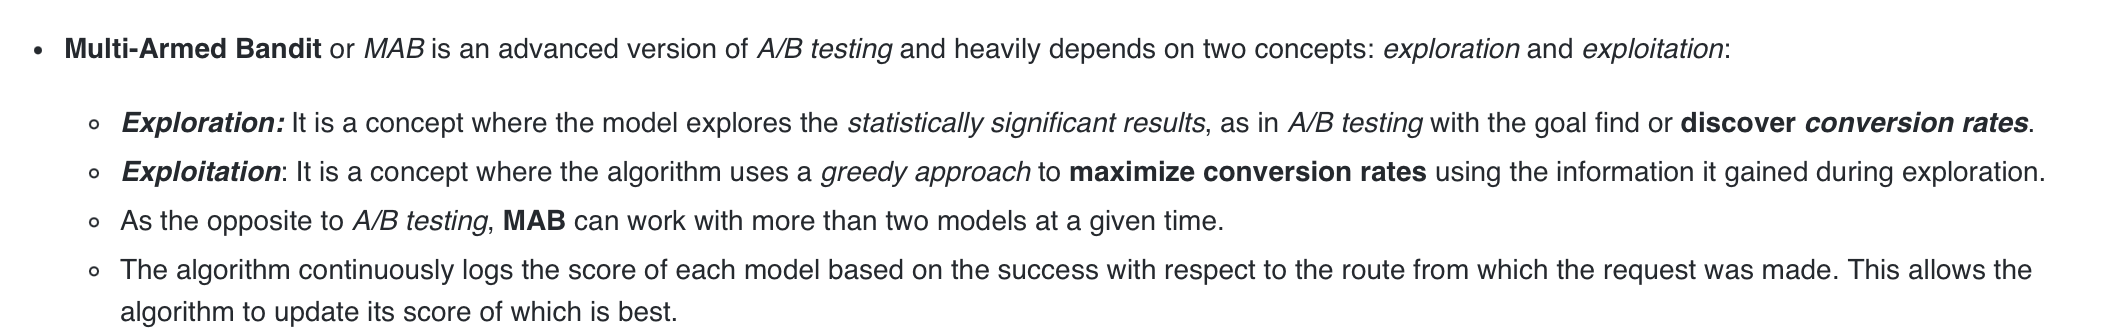 • Multi-Armed Bandit or MAB is an advanced version of A/B testing and heavily depends on two concepts: exploration and exploitation:
◦ Exploration: It is a concept where the model explores the statistically significant results, as in A/B testing with the goal find or discover conversion rates.
◦ Exploitation: It is a concept where the algorithm uses a greedy approach to maximize conversion rates using the information it gained during exploration.
◦ As the opposite to A/B testing, MAB can work with more than two models at a given time.
◦ The algorithm continuously logs the score of each model based on the success with respect to the route from which the request was made. This allows the
algorithm to update its score of which is best.